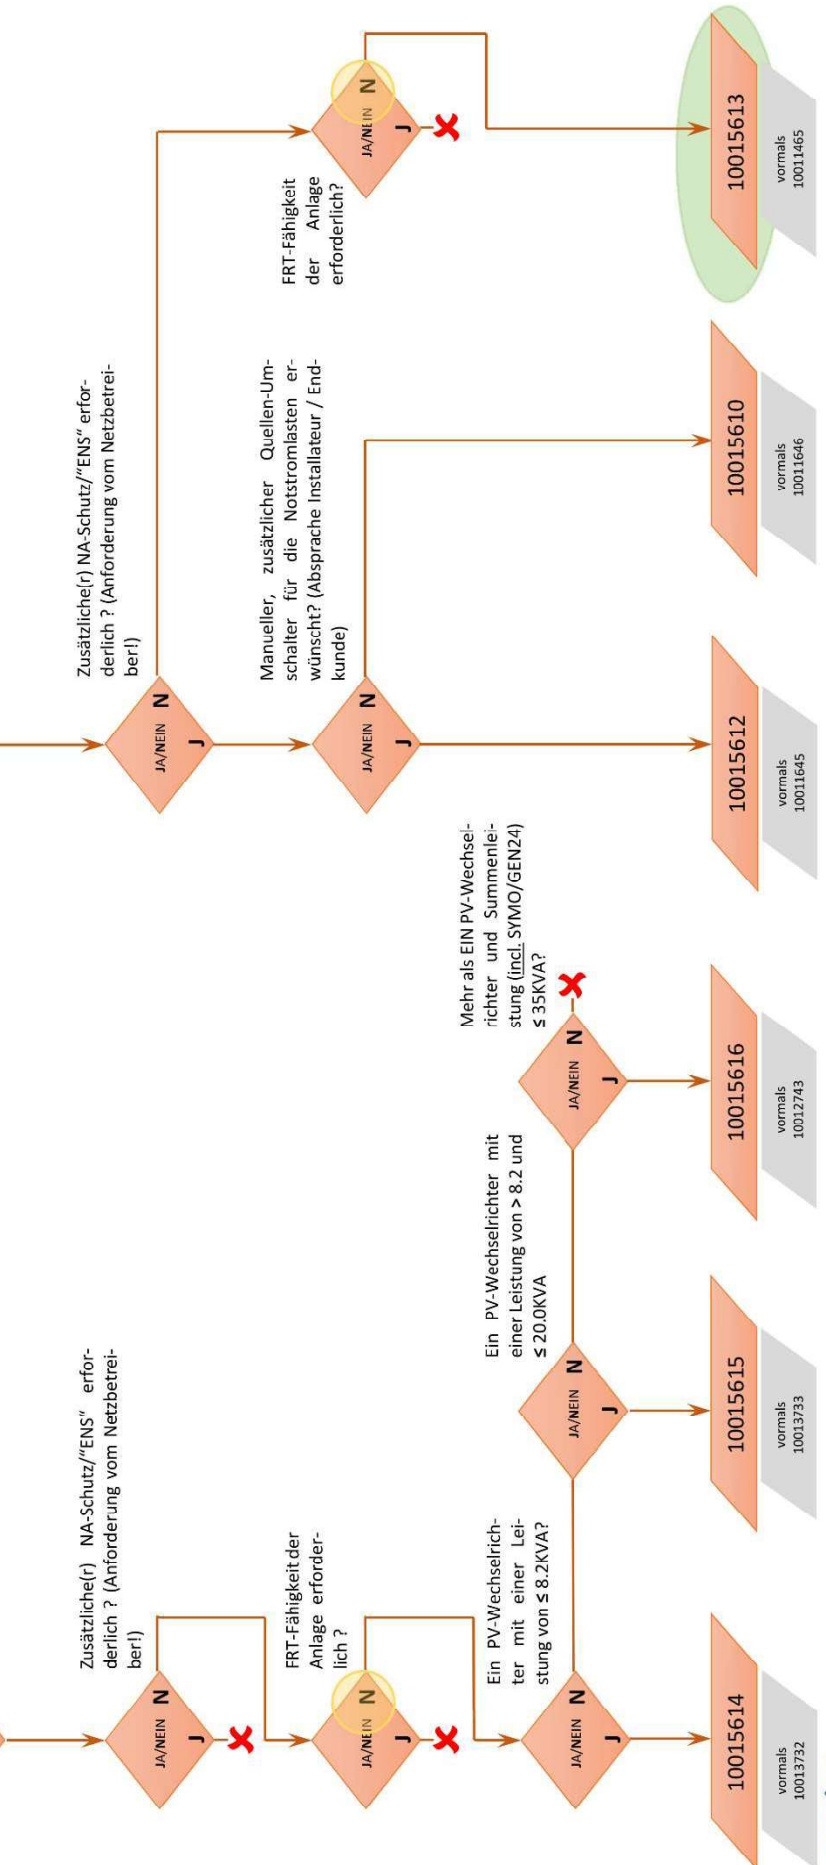 Zusätzliche(r) NA-Schutz/“ENS“ erfor-
derlich ? (Anforderung vom Netzbetrei-
ber!)
JA/NEIN N
J
FRT-Fähigkeit der
Anlage erforder-
lich ?
JA/NEIN N
J
Ein PV-Wechselrich-
ter mit einer Lei-
stung von ≤ 8.2KVA?
JA/NEIN N
J
Ein PV-Wechselrichter mit
einer Leistung von > 8.2 und
≤ 20.0KVA
JA/NEIN N
J
Mehr als EIN PV-Wechsel-
richter und Summenlei-
stung (incl. SYMO/GEN24)
≤ 35KVA?
JA/NEIN N
J
Zusätzliche(r) NA-Schutz/“ENS“ erfor-
derlich ? (Anforderung vom Netzbetrei-
ber!)
JA/NEIN N
J
Manueller, zusätzlicher Quellen-Um-
schalter für die Notstromlasten er-
wünscht? (Absprache Installateur / End-
kunde)
JA/NEIN N
J
FRT-Fähigkeit
der Anlage
erforderlich?
JA/NEIN N
J
10015614
vormals
10013732
10015615
vormals
10013733
10015616
vormals
10012743
10015612
vormals
10011645
10015610
vormals
10011646
10015613
vormals
10011465